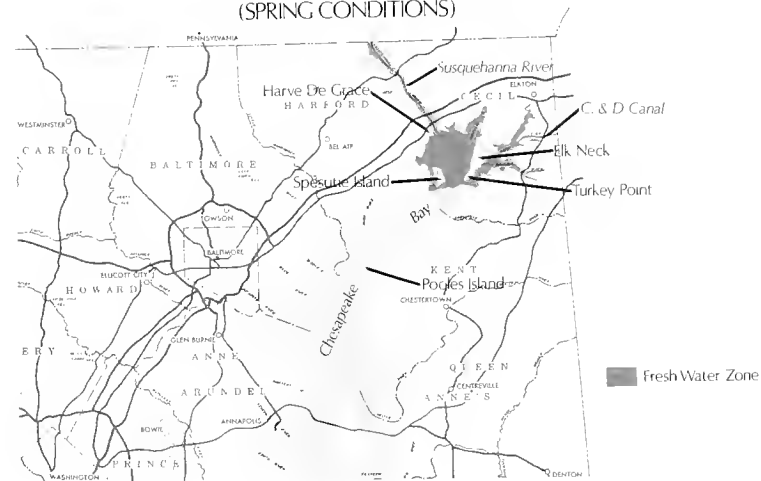 (SPRING CONDITIONS)
PENNSYLVANIA
Susquehanna River
ELKTON
Harve De Grace
CECIL
HARFORD
C. & D Canal
WESTMINSTER
BEL AIR
Elk Neck
CARROLL
BALTIMORE
Spesutie Island
Turkey Point
Bay
TOWSON
BALTIMORE
ELLICOTT CITY
KENT
HOWARD
Pooles Island
CHESTERTOWN
Chesapeake
GLEN BURNIE
ERY
ANNE
QUEEN
Fresh Water Zone
CENTREVILLE
ARUNDEL
ANNE'S
BOWIE
ANNAPOLIS
PRINCE
WASHINGTON
DENTON